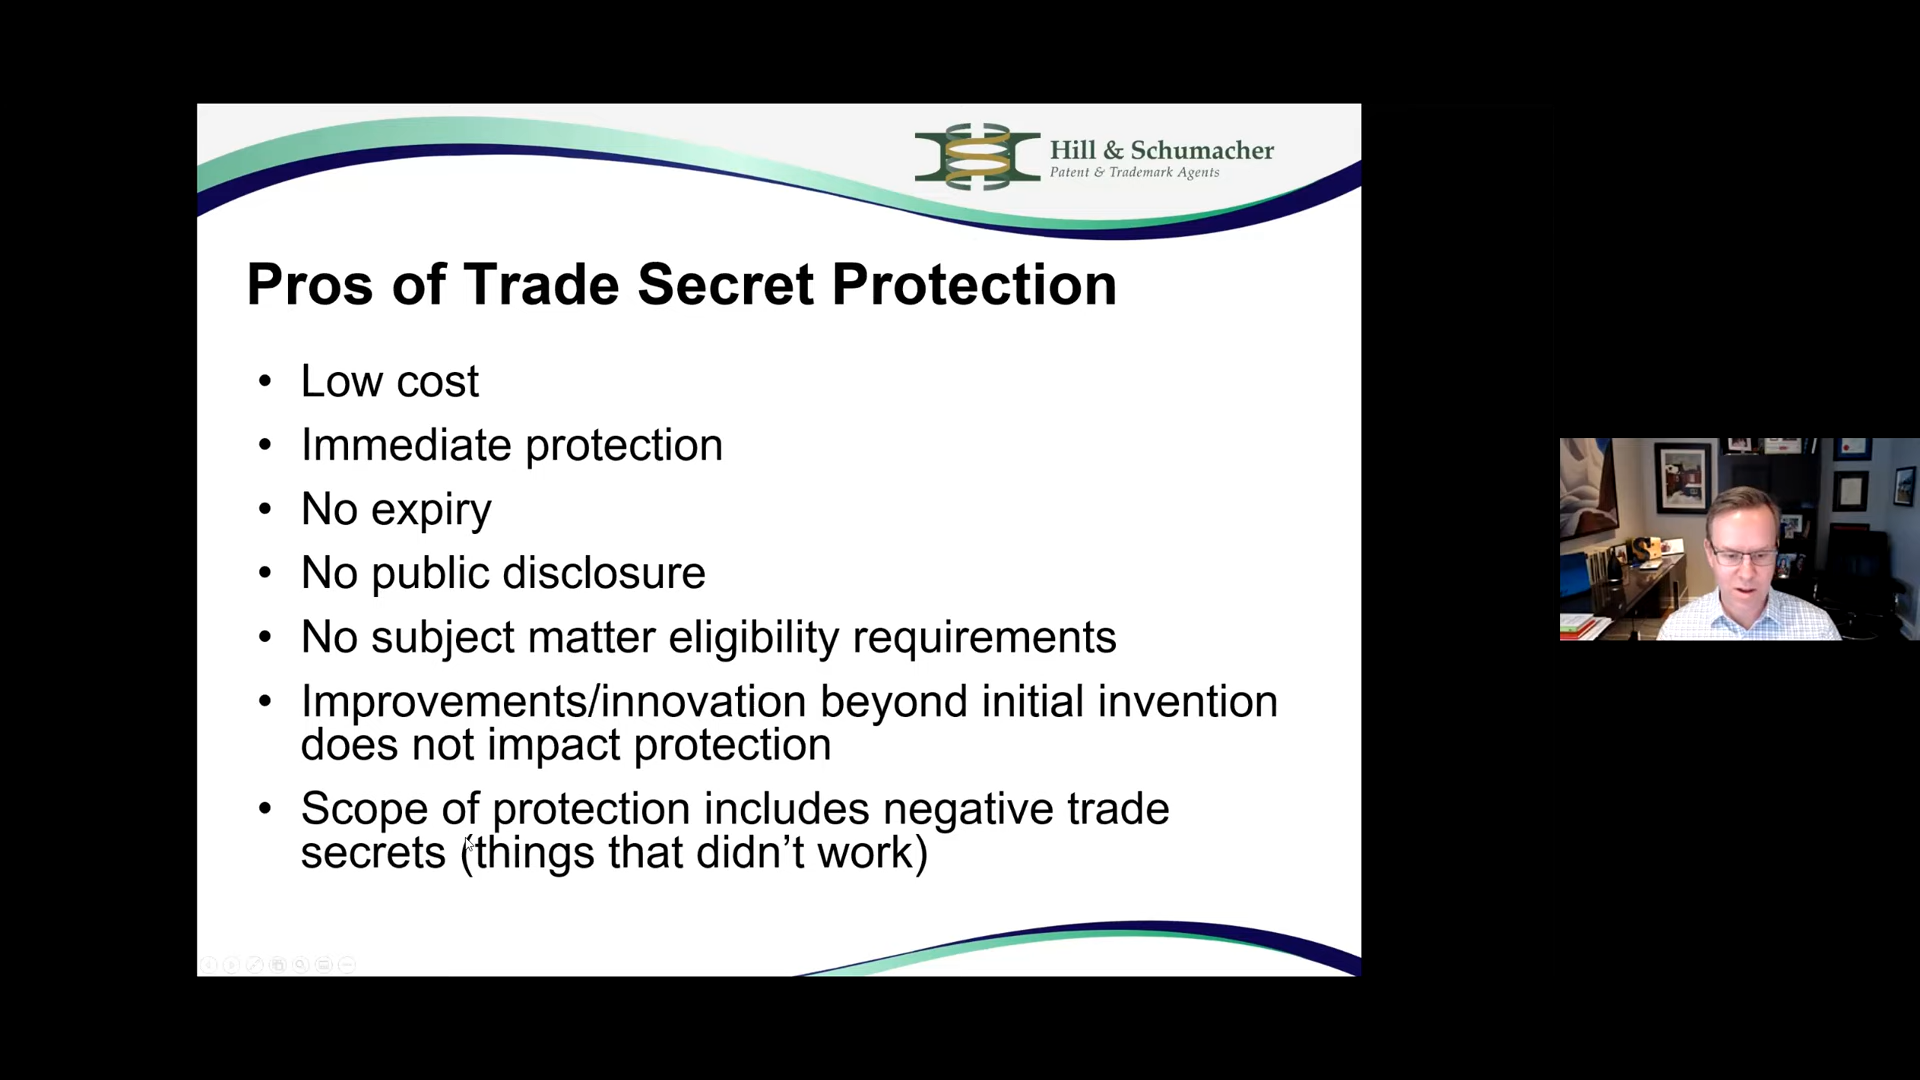 Hill & Schumacher
Patent & Trademark Agents
Pros of Trade Secret Protection
• Low cost
• Immediate protection
• No expiry
• No public disclosure
• No subject matter eligibility requirements
• Improvements/innovation beyond initial invention
does not impact protection
• Scope of protection includes negative trade
secrets (things that didn’t work)